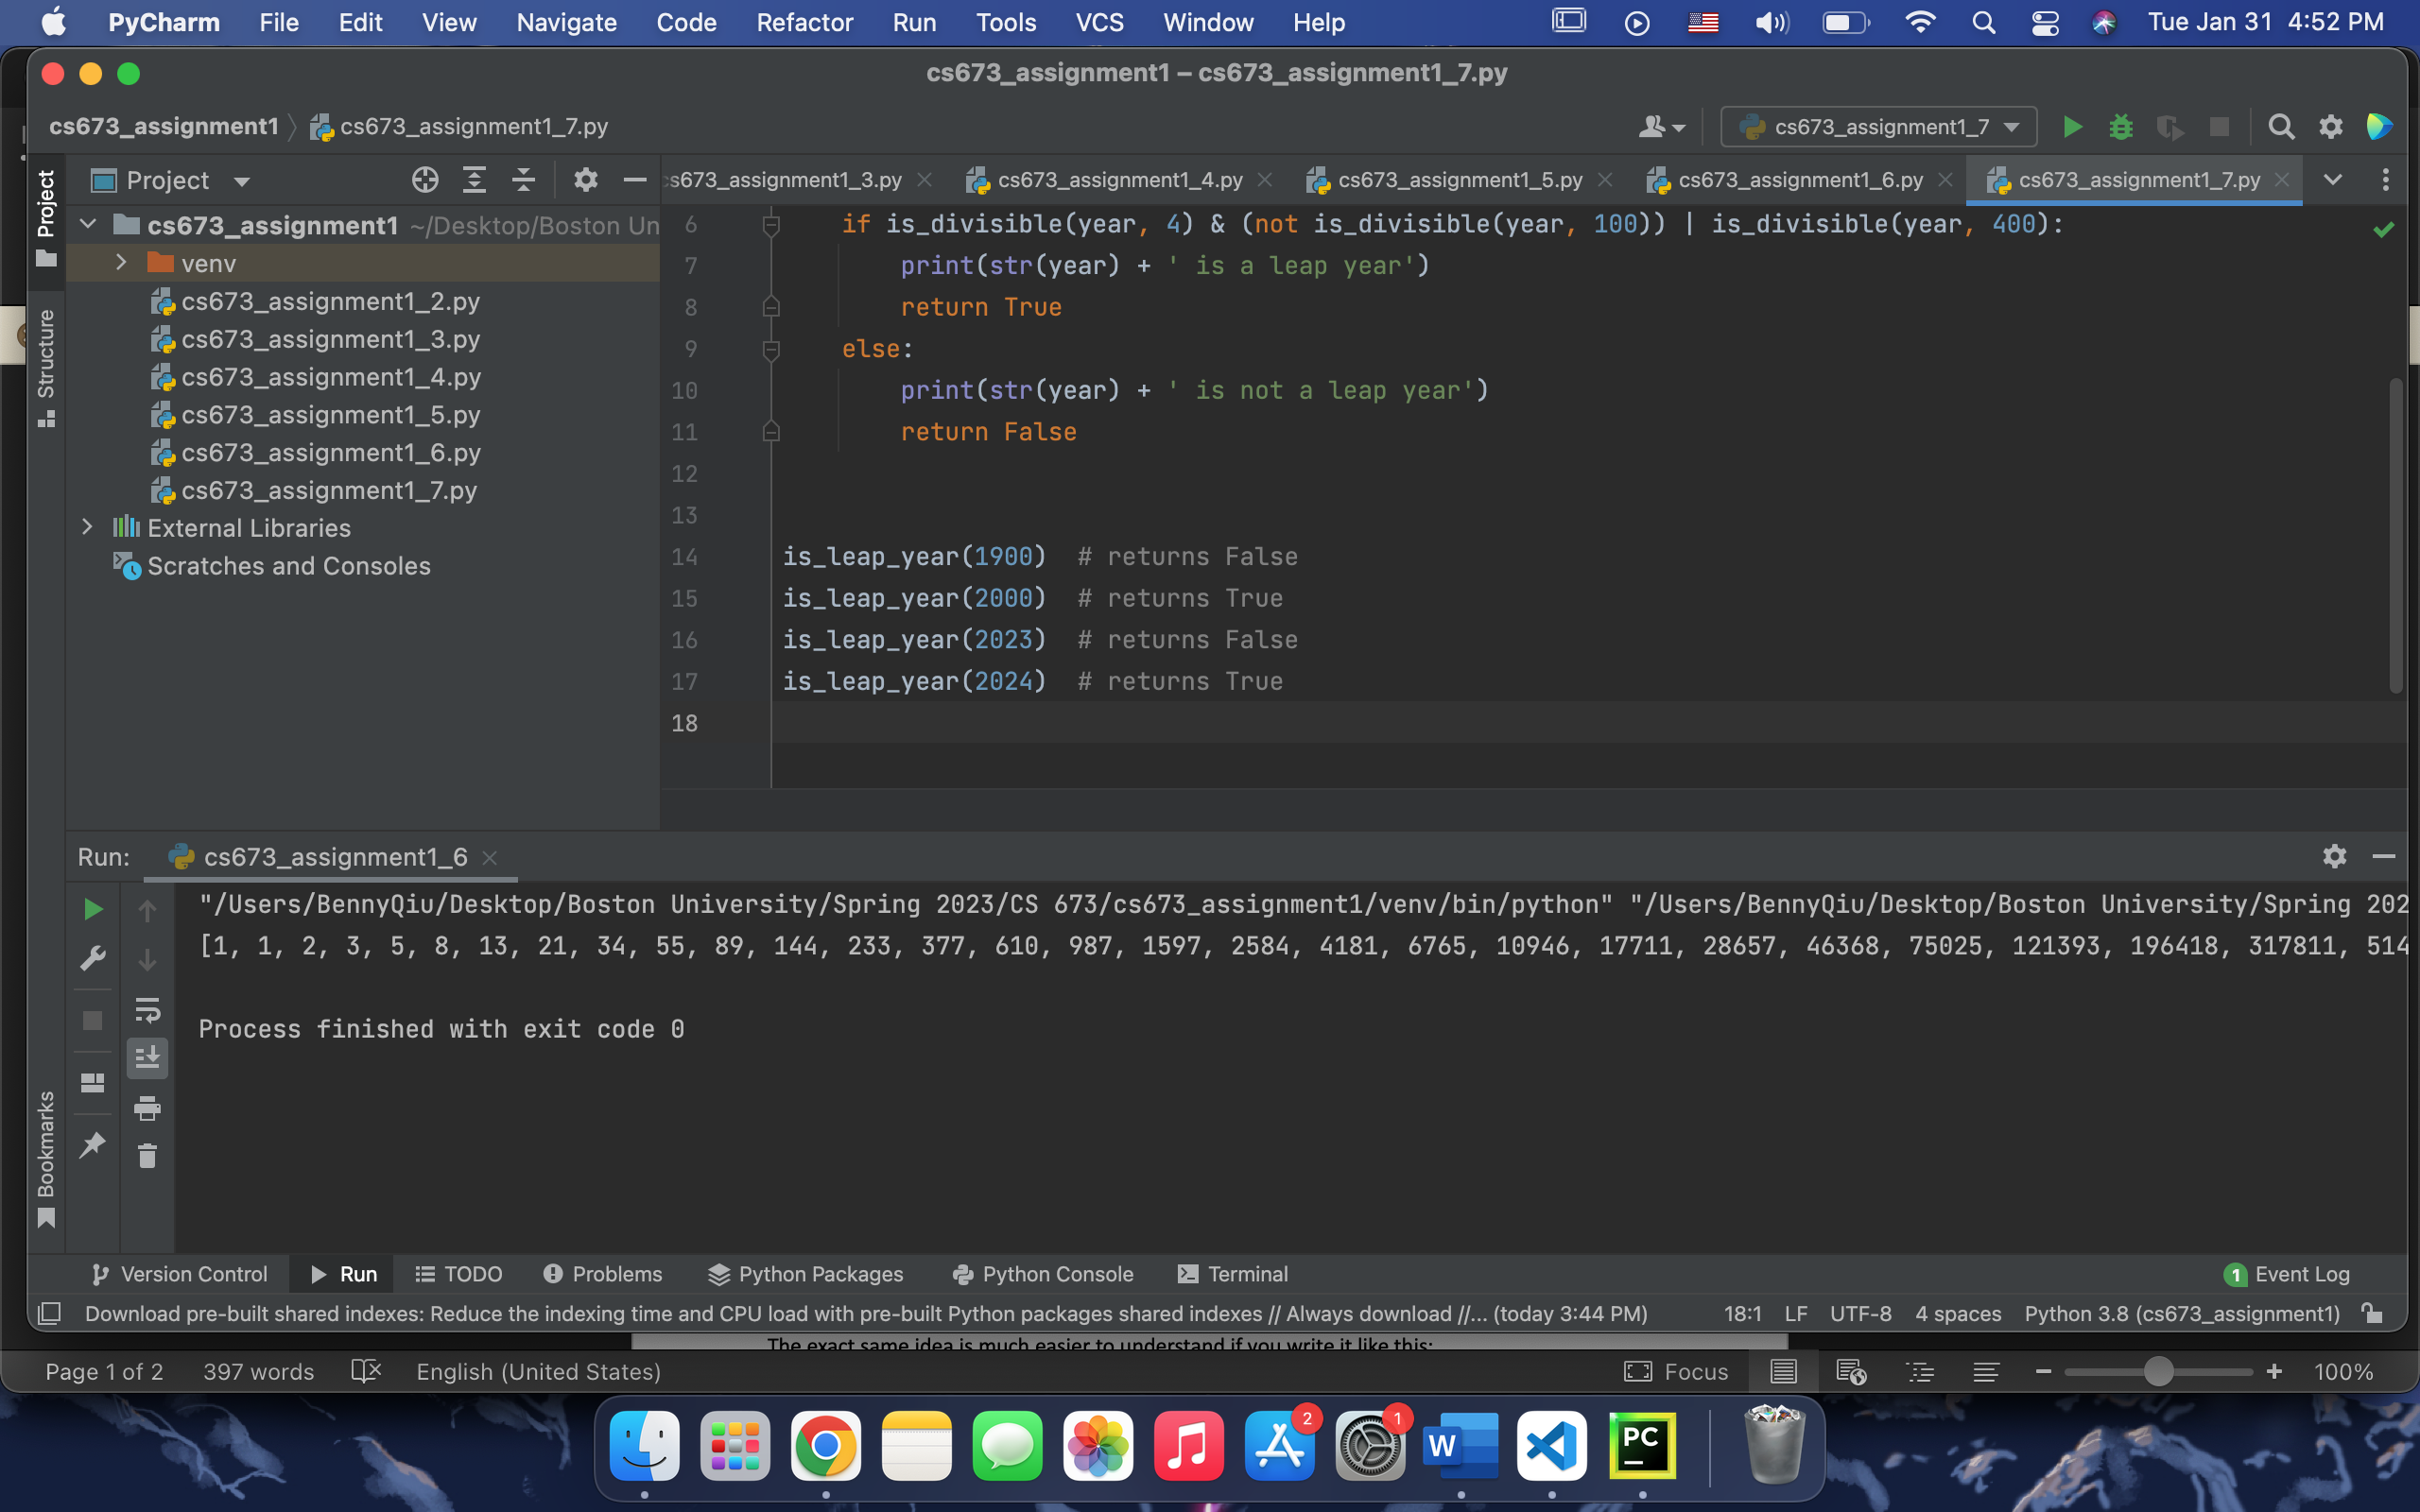 PyCharm File Edit View Navigate Code Refactor Run Tools VCS Window Help Tue Jan 31 4:52 PM
cs673_assignment1 – cs673_assignment1_7.py
cs673_assignment1 cs673_assignment1_7.py cs673_assignment1_7
Project Project s673_assignment1_3.py cs673_assignment1_4.py cs673_assignment1_5.py cs673_assignment1_6.py cs673_assignment1_7.py
cs673_assignment1 ~/Desktop/Boston Un
venv
cs673_assignment1_2.py
cs673_assignment1_3.py
cs673_assignment1_4.py
cs673_assignment1_5.py
cs673_assignment1_6.py
cs673_assignment1_7.py
External Libraries
Scratches and Consoles
Structure
6 if is_divisible(year, 4) & (not is_divisible(year, 100)) | is_divisible(year, 400):
7 print(str(year) + ' is a leap year')
8 return True
9 else:
10 print(str(year) + ' is not a leap year')
11 return False
12
13
14 is_leap_year(1900) # returns False
15 is_leap_year(2000) # returns True
16 is_leap_year(2023) # returns False
17 is_leap_year(2024) # returns True
18
Run: cs673_assignment1_6
"/Users/BennyQiu/Desktop/Boston University/Spring 2023/CS 673/cs673_assignment1/venv/bin/python" "/Users/BennyQiu/Desktop/Boston University/Spring 202
[1, 1, 2, 3, 5, 8, 13, 21, 34, 55, 89, 144, 233, 377, 610, 987, 1597, 2584, 4181, 6765, 10946, 17711, 28657, 46368, 75025, 121393, 196418, 317811, 514
Process finished with exit code 0
Bookmarks
Version Control Run TODO Problems Python Packages Python Console Terminal 1 Event Log
Download pre-built shared indexes: Reduce the indexing time and CPU load with pre-built Python packages shared indexes // Always download //... (today 3:44 PM) 18:1 LF UTF-8 4 spaces Python 3.8 (cs673_assignment1)
The exact same idea is much easier to understand if you write it like this:
Page 1 of 2 397 words English (United States) Focus 100%
2 1 W PC